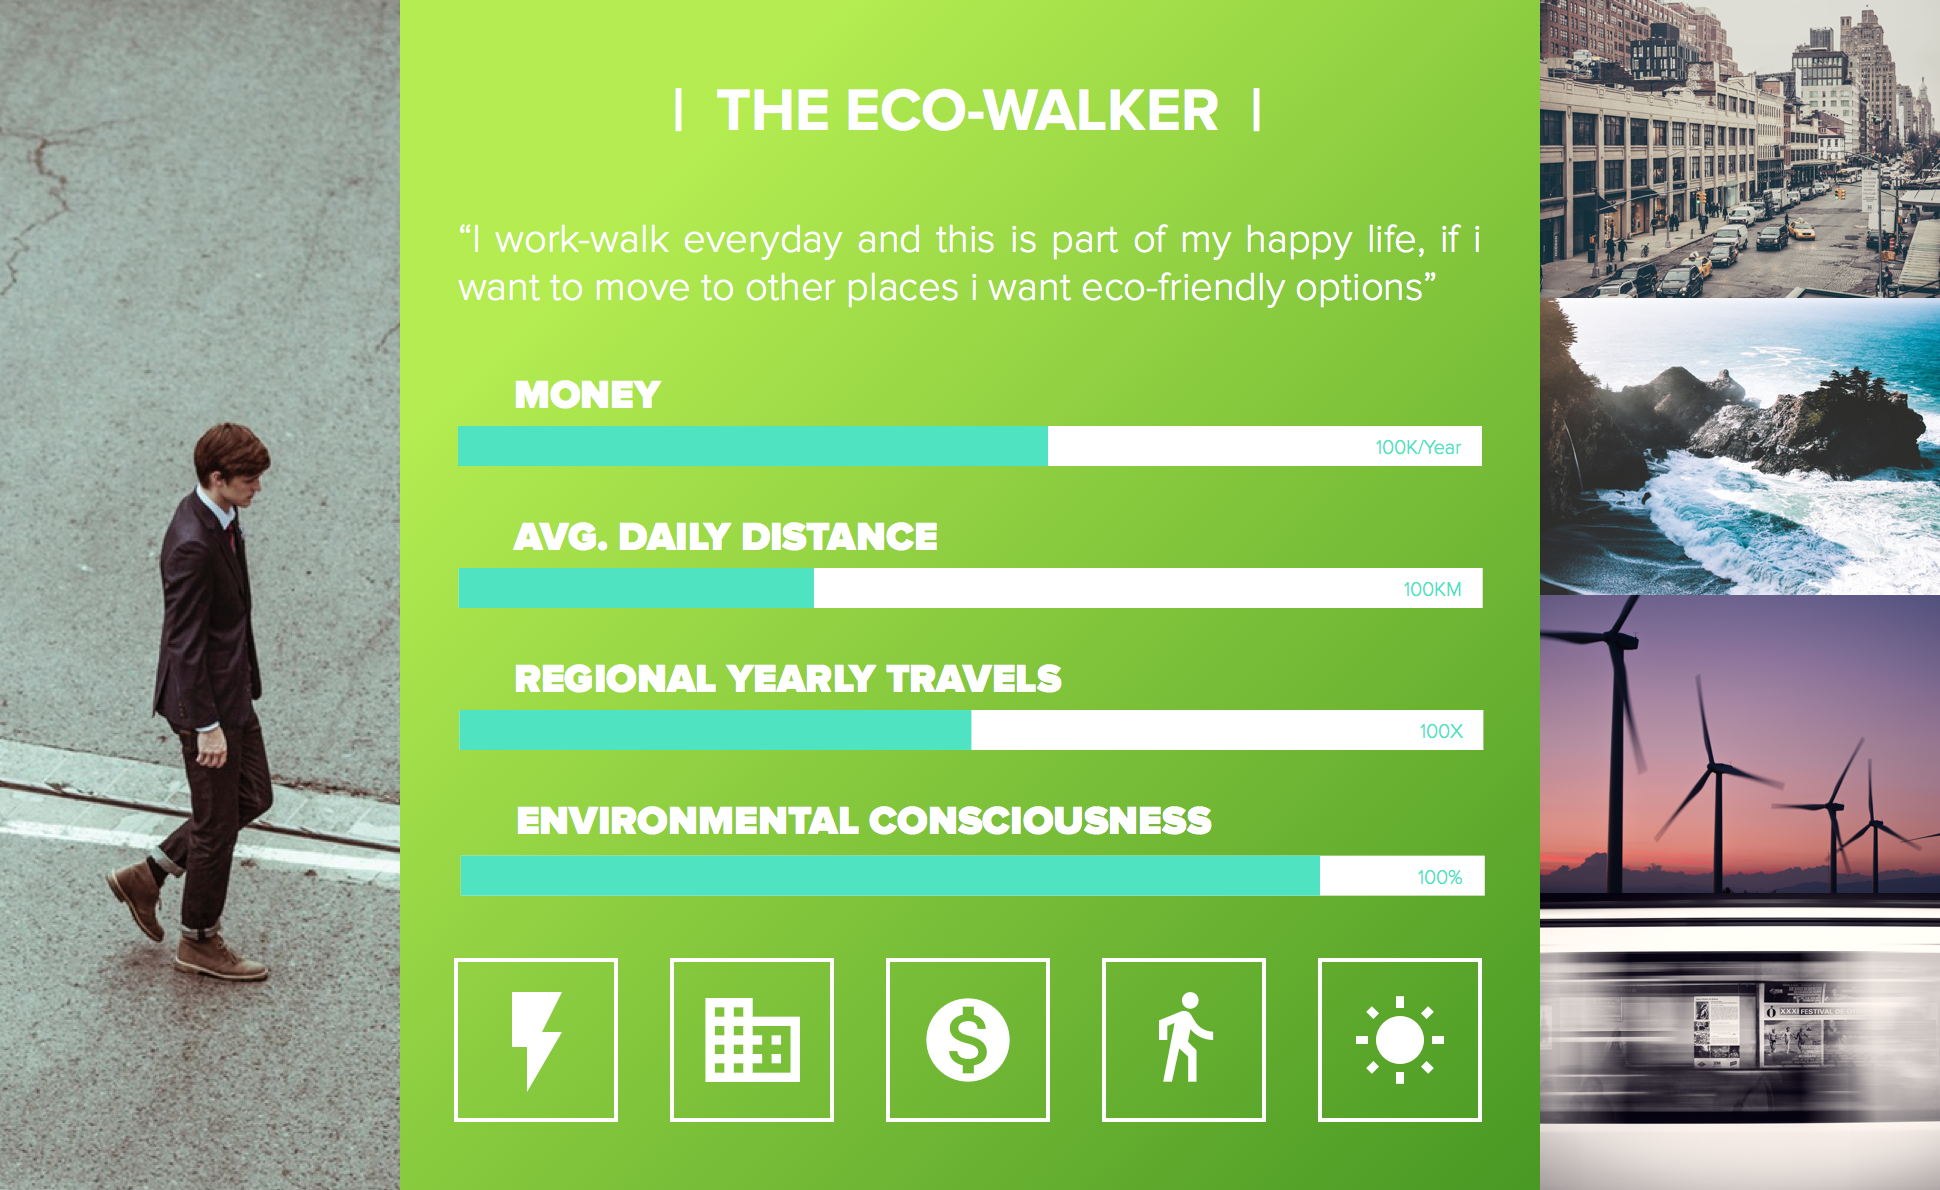 | THE ECO-WALKER |
“I work-walk everyday and this is part of my happy life, if i
want to move to other places i want eco-friendly options”
MONEY
100K/Year
AVG. DAILY DISTANCE
100KM
REGIONAL YEARLY TRAVELS
100X
ENVIRONMENTAL CONSCIOUSNESS
100%
XXXI FESTIVAL DE